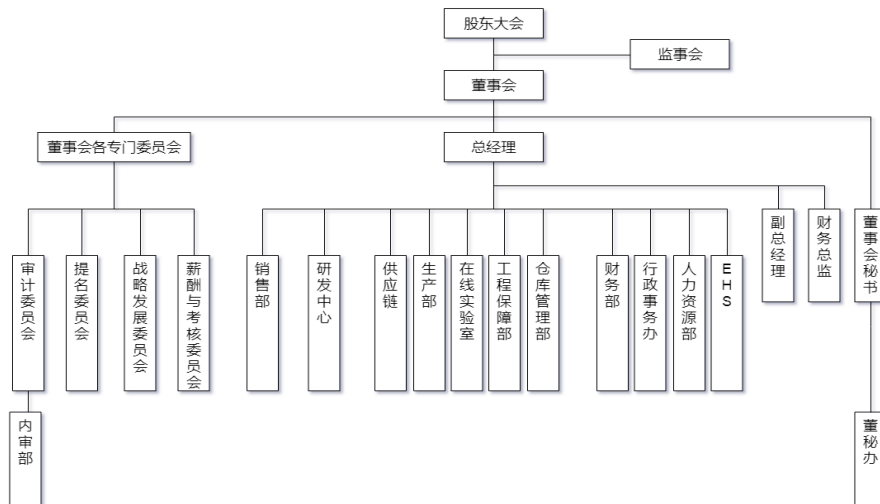 股东大会
监事会
董事会
董事会各专门委员会
总经理
副总经理
财务总监
董事会秘书
审计委员会
提名委员会
战略发展委员会
薪酬与考核委员会
销售部
研发中心
供应链
生产部
在线实验室
工程保障部
仓库管理部
财务部
行政事务办
人力资源部
EHS
内审部
董秘办